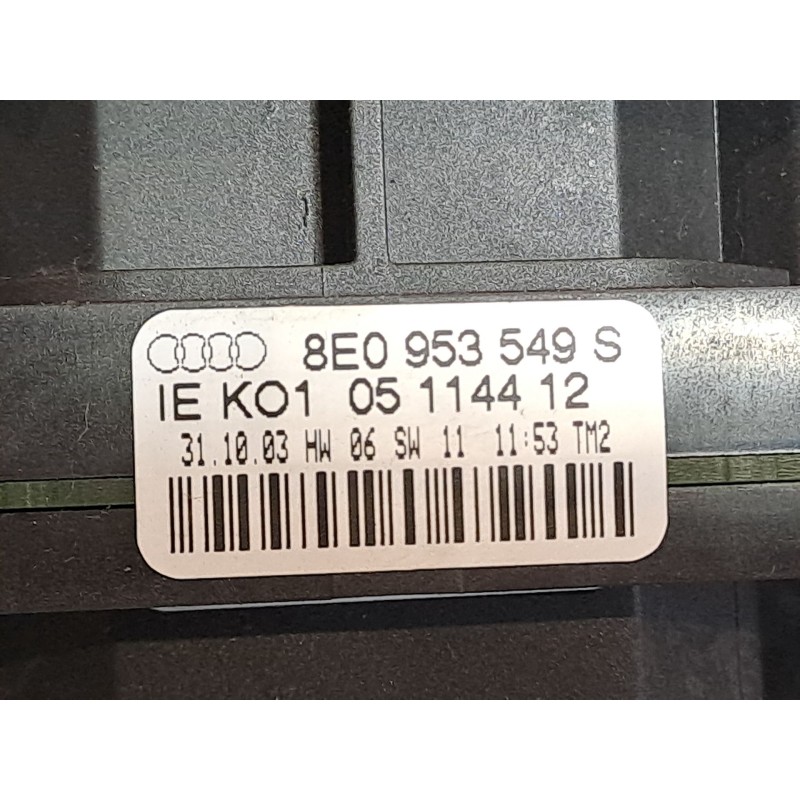 8E0 953 549 S
IE KO1 05 1144 12
31.10.03 HW 06 SW 11 11:53 TM2